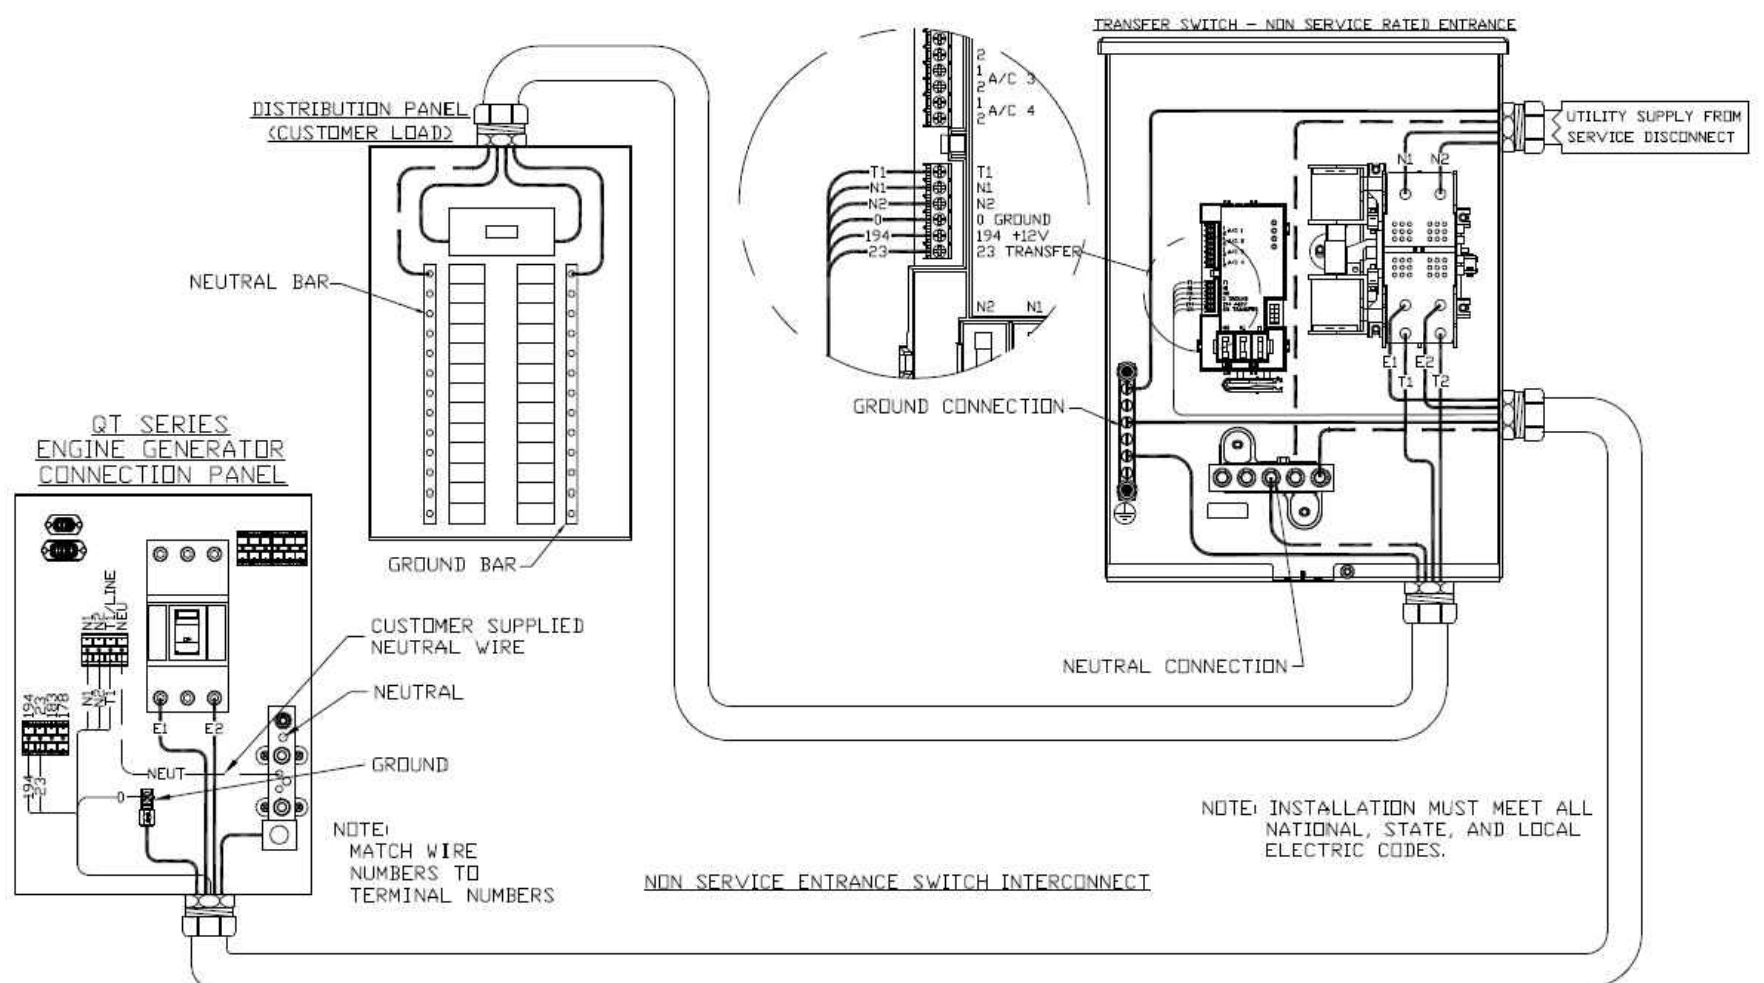 TRANSFER SWITCH - NON SERVICE RATED ENTRANCE
DISTRIBUTION PANEL
(CUSTOMER LOAD)
2
1
2
A/C 3
1
2
A/C 4
T1
N1
N2
0
194
23
T1
N1
N2
0 GROUND
194 +12V
23 TRANSFER
N2
N1
UTILITY SUPPLY FROM
SERVICE DISCONNECT
N1
N2
E1
E2
T1
T2
NEUTRAL BAR
GROUND BAR
GROUND CONNECTION
NEUTRAL CONNECTION
QT SERIES
ENGINE GENERATOR
CONNECTION PANEL
N1
N2
T1/LINE
NEU
194
23
183
178
N1
N2
T1
194
23
E1
E2
NEUT
0
CUSTOMER SUPPLIED
NEUTRAL WIRE
NEUTRAL
GROUND
NOTE:
MATCH WIRE
NUMBERS TO
TERMINAL NUMBERS
NON SERVICE ENTRANCE SWITCH INTERCONNECT
NOTE: INSTALLATION MUST MEET ALL
NATIONAL, STATE, AND LOCAL
ELECTRIC CODES.